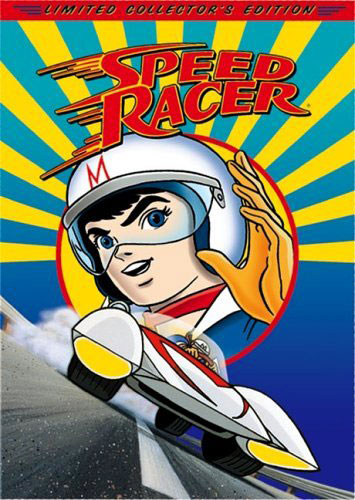 LIMITED COLLECTOR'S EDITION
SPEED
RACER
M